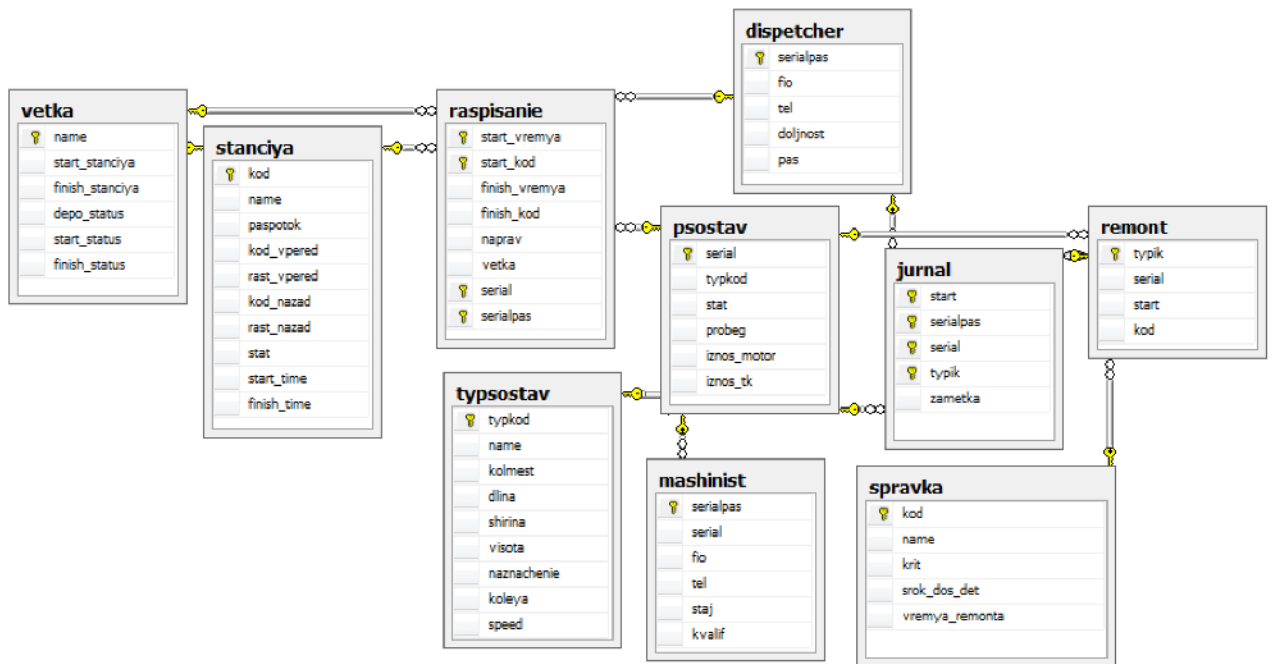 vetka
name
start_stanciya
finish_stanciya
depo_status
start_status
finish_status
stanciya
kod
name
paspotok
kod_vpered
rast_vpered
kod_nazad
rast_nazad
stat
start_time
finish_time
raspisanie
start_vremya
start_kod
finish_vremya
finish_kod
naprav
vetka
serial
serialpas
dispetcher
serialpas
fio
tel
doljnost
pas
psostav
serial
typkod
stat
probeg
iznos_motor
iznos_tk
jurnal
start
serialpas
serial
typik
zametka
remont
typik
serial
start
kod
typsostav
typkod
name
kolmest
dlina
shirina
visota
naznachenie
koleya
speed
mashinist
serialpas
serial
fio
tel
staj
kvalif
spravka
kod
name
krit
srok_dos_det
vremya_remonta